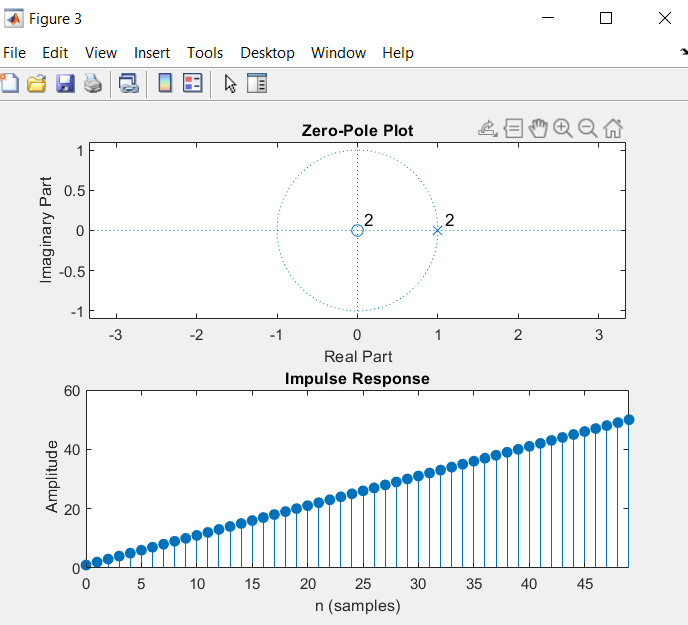 Figure 3
File Edit View Insert Tools Desktop Window Help
Zero-Pole Plot
1
0.5
0
-0.5
-1
Imaginary Part
2 2
-3 -2 -1 0 1 2 3
Real Part
Impulse Response
60
40
20
0
Amplitude
0 5 10 15 20 25 30 35 40 45
n (samples)